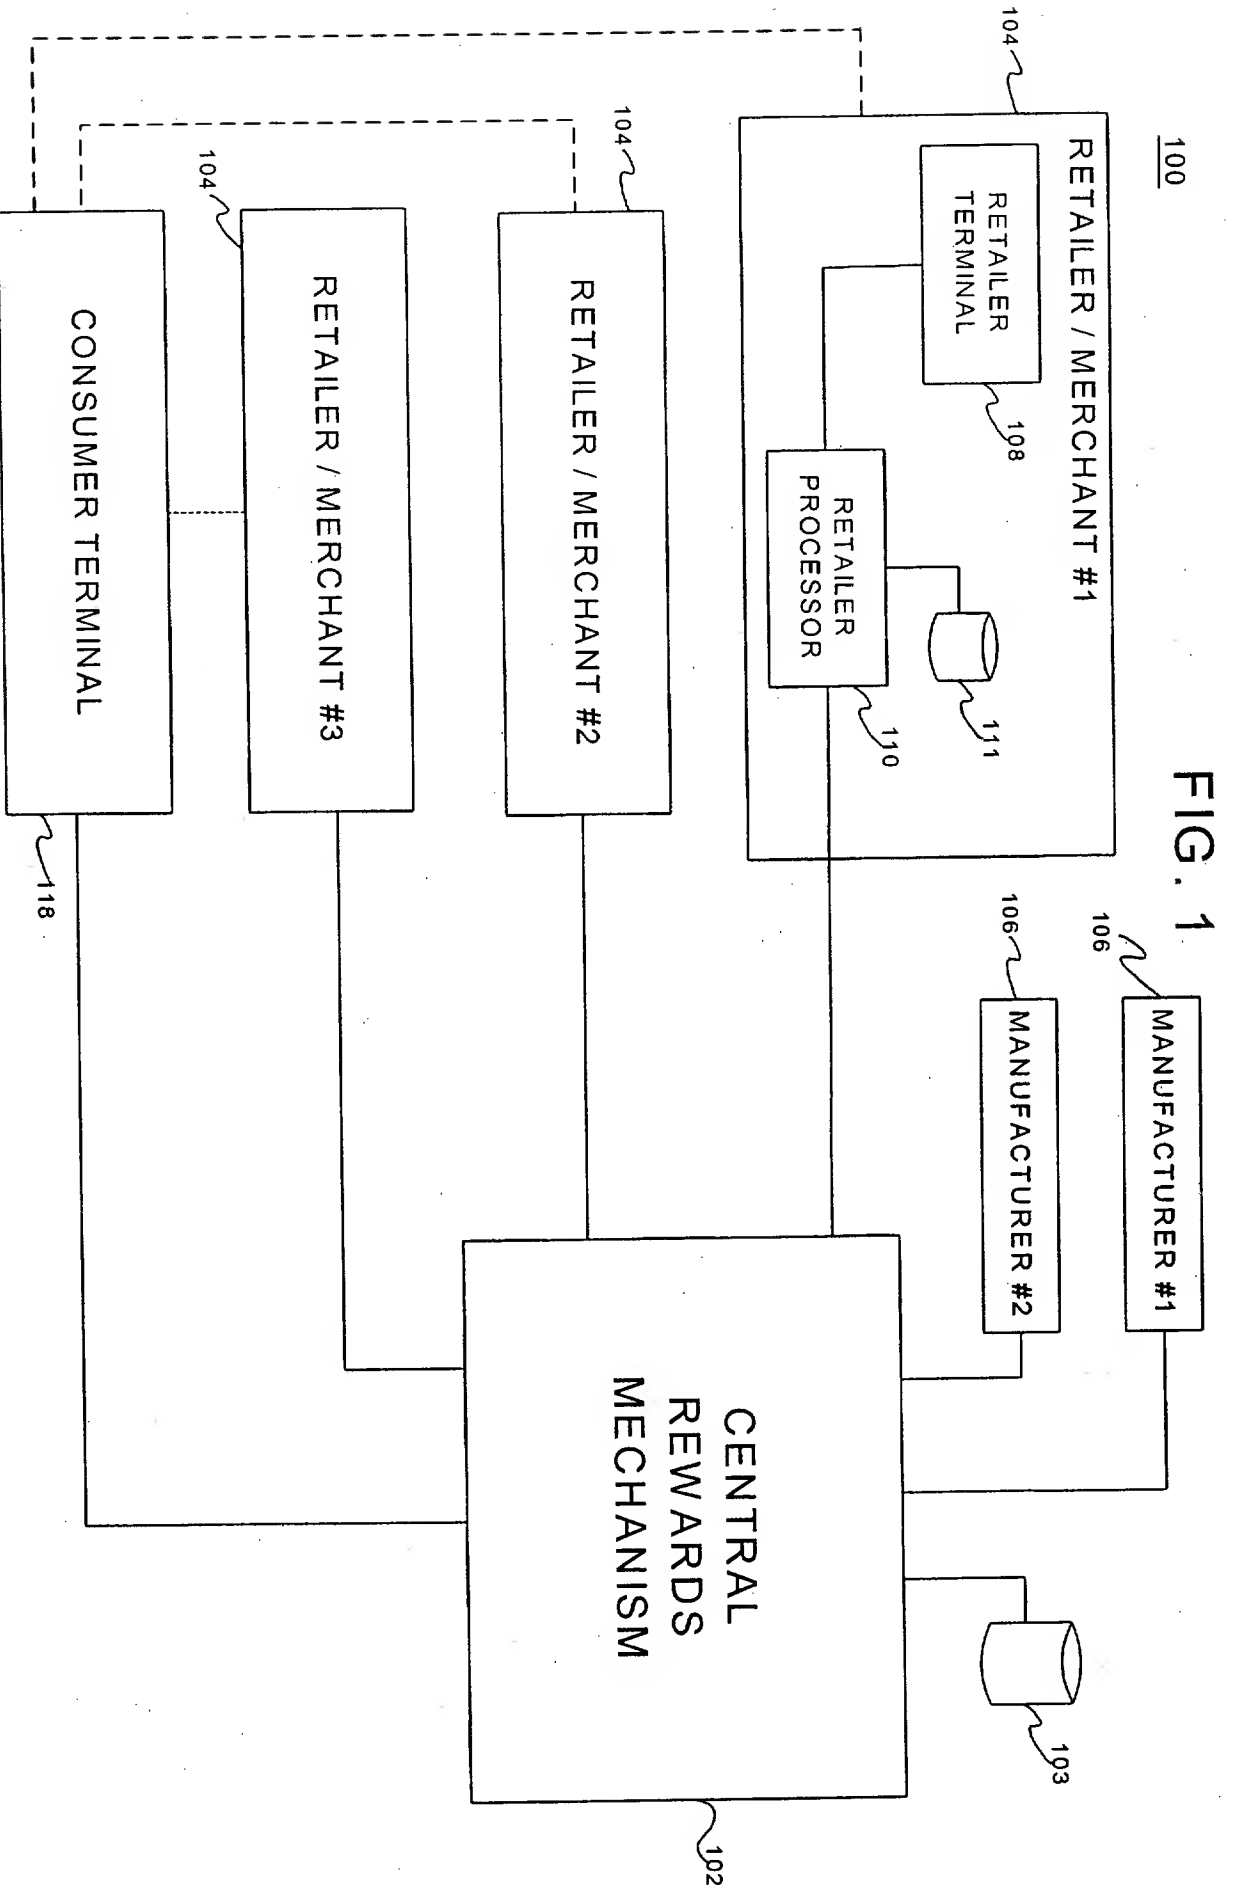 FIG. 1
100
104
RETAILER / MERCHANT #1
RETAILER
TERMINAL
108
RETAILER
PROCESSOR
110
111
106
MANUFACTURER #1
106
MANUFACTURER #2
103
104
RETAILER / MERCHANT #2
104
RETAILER / MERCHANT #3
CENTRAL
REWARDS
MECHANISM
102
CONSUMER TERMINAL
118